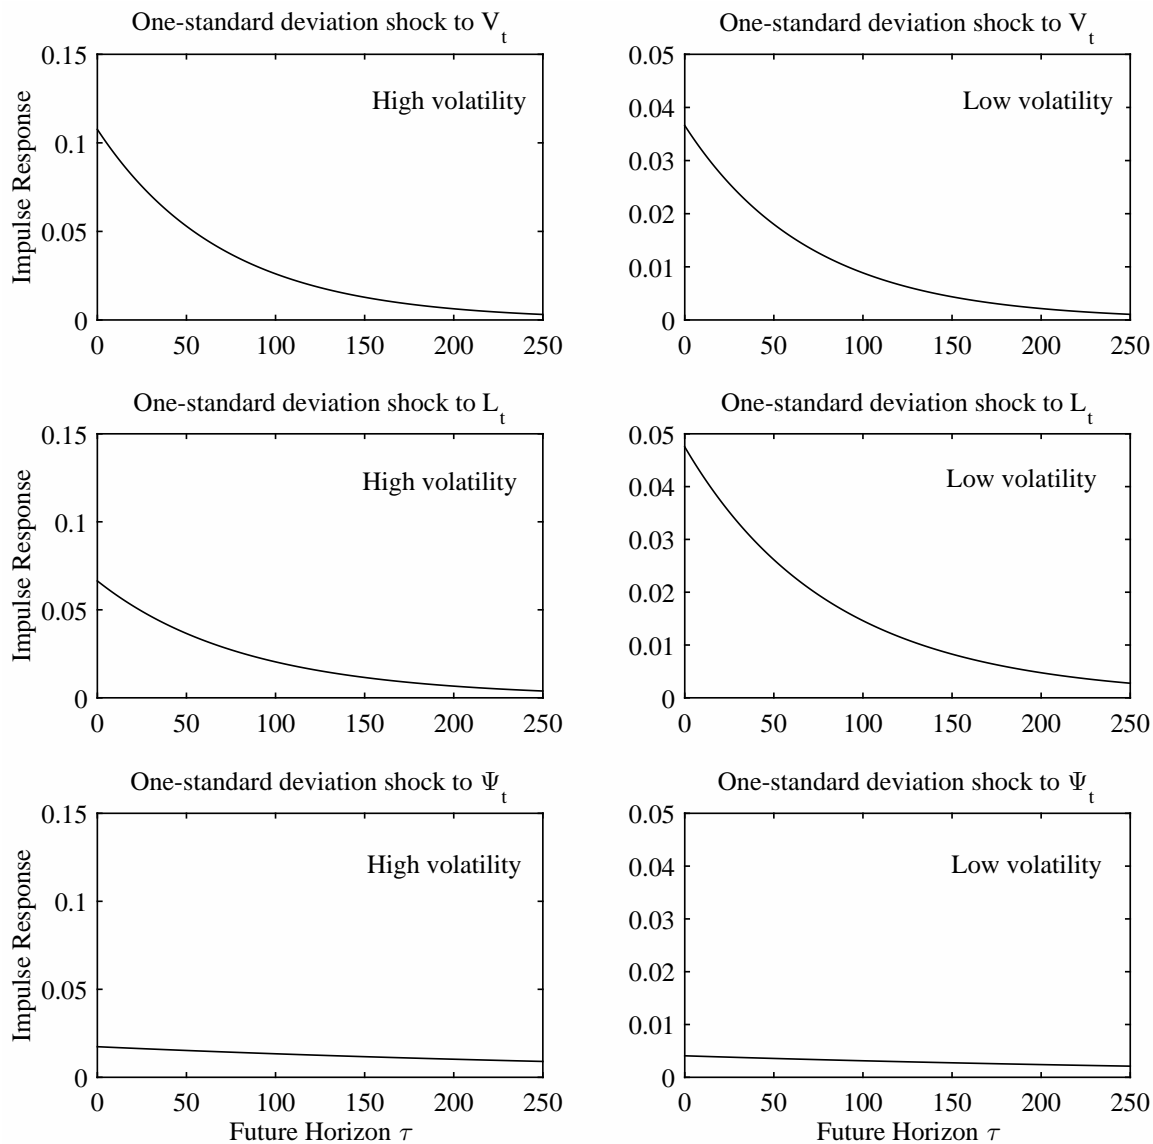 One-standard deviation shock to V_t
0.15
0.1
0.05
0
Impulse Response
High volatility
0 50 100 150 200 250
One-standard deviation shock to V_t
0.05
0.04
0.03
0.02
0.01
0
Low volatility
0 50 100 150 200 250
One-standard deviation shock to L_t
0.15
0.1
0.05
0
Impulse Response
High volatility
0 50 100 150 200 250
One-standard deviation shock to L_t
0.05
0.04
0.03
0.02
0.01
0
Low volatility
0 50 100 150 200 250
One-standard deviation shock to Ψ_t
0.15
0.1
0.05
0
Impulse Response
High volatility
0 50 100 150 200 250
Future Horizon τ
One-standard deviation shock to Ψ_t
0.05
0.04
0.03
0.02
0.01
0
Low volatility
0 50 100 150 200 250
Future Horizon τ